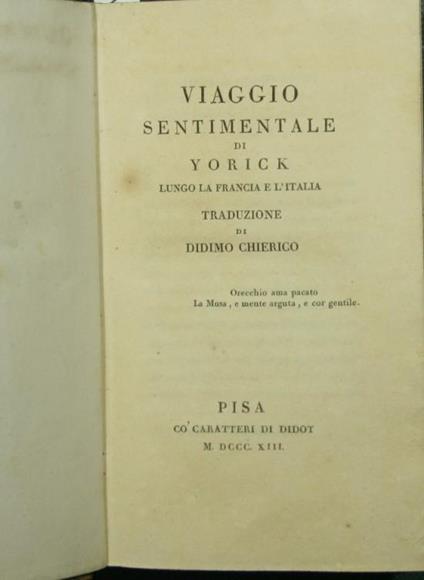 VIAGGIO
SENTIMENTALE
DI
YORICK
LUNGO LA FRANCIA E L'ITALIA
TRADUZIONE
DI
DIDIMO CHIERICO
Orecchio ama pacato
La Musa, e mente arguta, e cor gentile.
PISA
CO' CARATTERI DI DIDOT
M. DCCC. XIII.